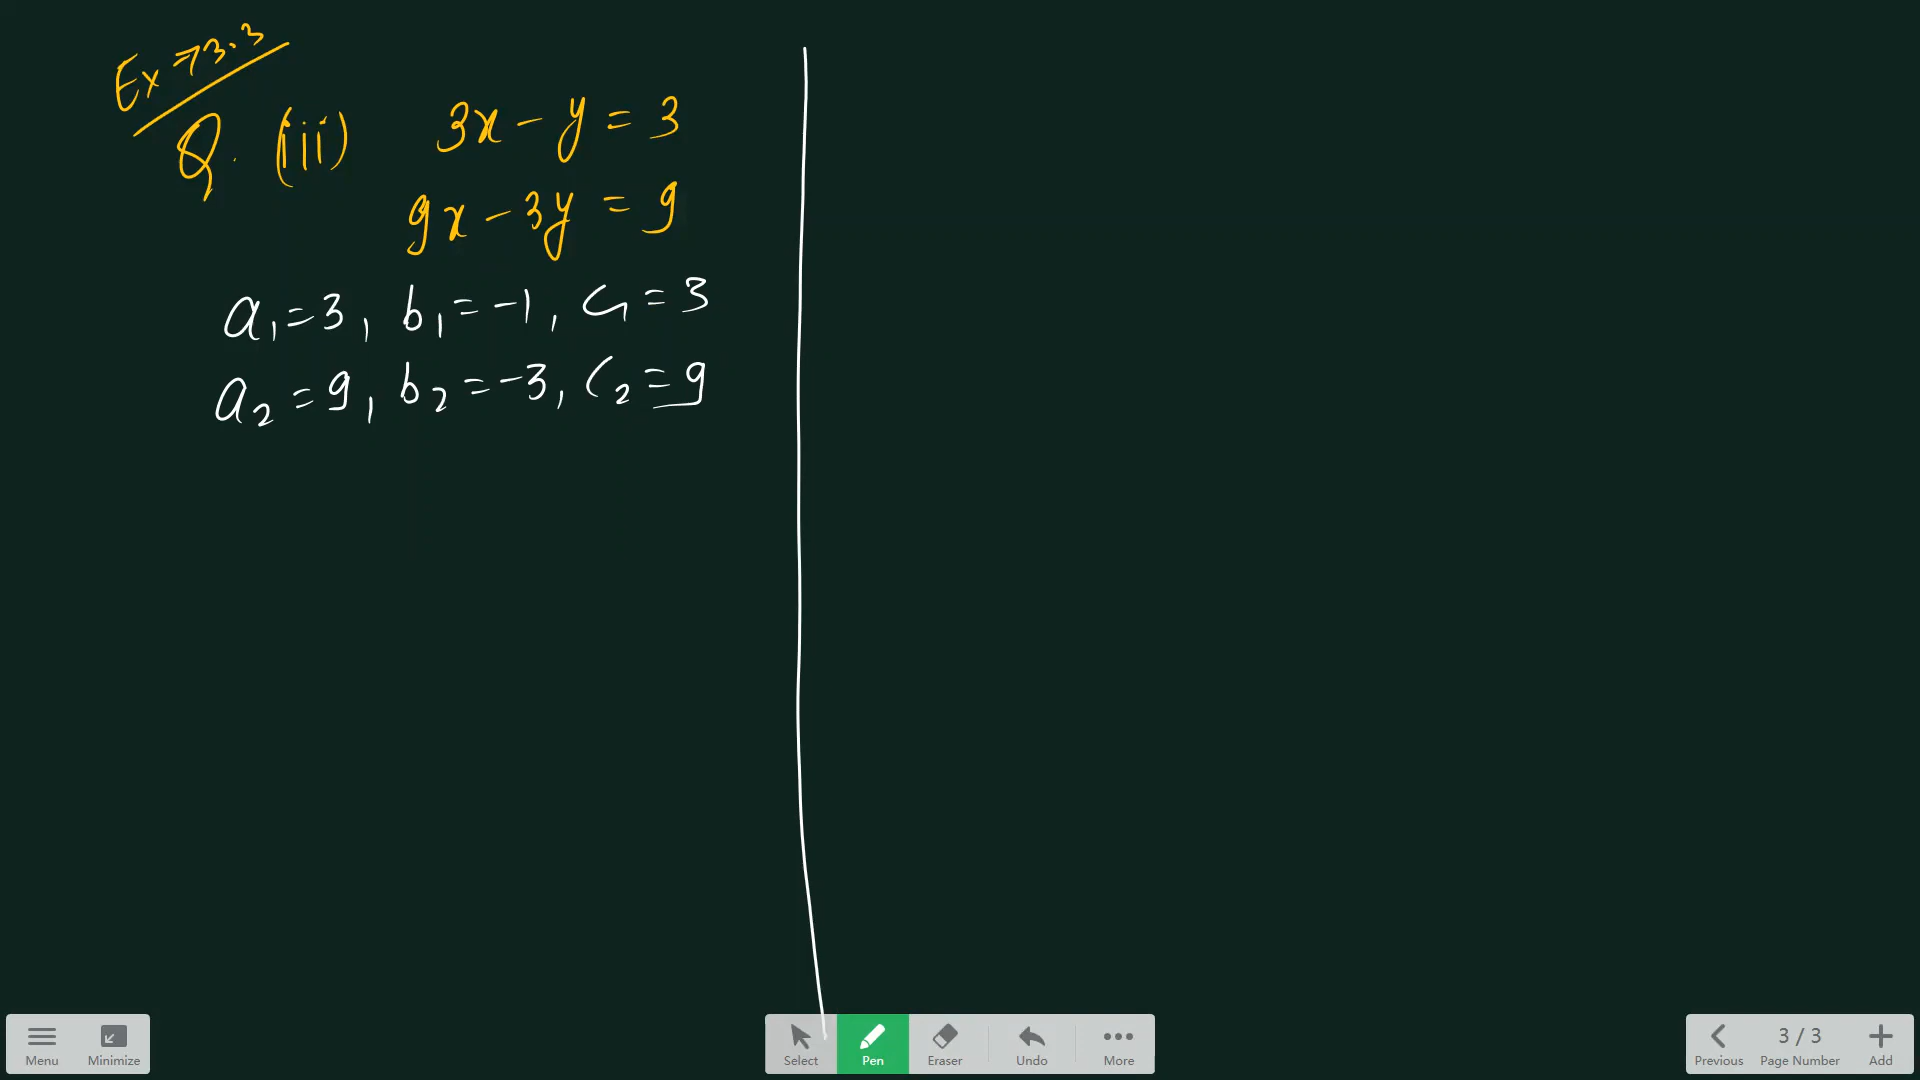 Ex ⇒ 3.3
Q. (iii) 3x - y = 3
9x - 3y = 9
a₁ = 3, b₁ = -1, c₁ = 3
a₂ = 9, b₂ = -3, c₂ = 9
Menu Minimize Select Pen Eraser Undo More Previous 3 / 3 Page Number Add